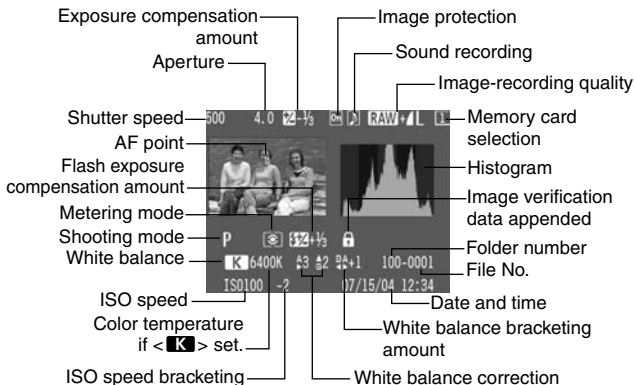 Exposure compensation
amount
Image protection
Aperture
Sound recording
Image-recording quality
Shutter speed
500 4.0 -⅓ RAW+ L 1
Memory card
selection
AF point
Histogram
Flash exposure
compensation amount
Image verification
data appended
Metering mode
Shooting mode
P +⅓
Folder number
White balance
K 6400K A3 2 +1 100-0001
File No.
ISO speed
ISO100 -2 07/15/04 12:34
Date and time
Color temperature
if <K> set.
White balance bracketing
amount
ISO speed bracketing
White balance correction